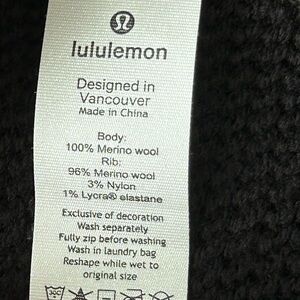 lululemon
Designed in
Vancouver
Made in China
Body:
100% Merino wool
Rib:
96% Merino wool
3% Nylon
1% Lycra® elastane
Exclusive of decoration
Wash separately
Fully zip before washing
Wash in laundry bag
Reshape while wet to
original size